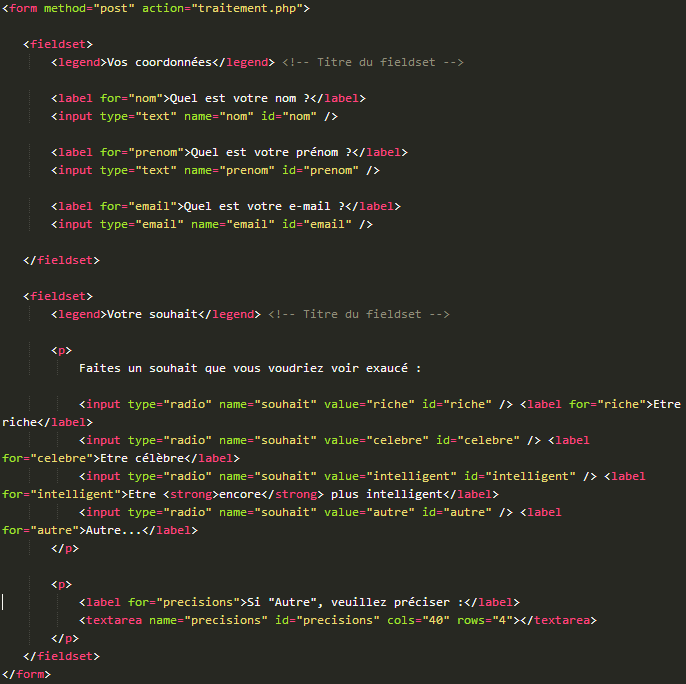 <form method="post" action="traitement.php">
<fieldset>
<legend>Vos coordonnées</legend> <!-- Titre du fieldset -->
<label for="nom">Quel est votre nom ?</label>
<input type="text" name="nom" id="nom" />
<label for="prenom">Quel est votre prénom ?</label>
<input type="text" name="prenom" id="prenom" />
<label for="email">Quel est votre e-mail ?</label>
<input type="email" name="email" id="email" />
</fieldset>
<fieldset>
<legend>Votre souhait</legend> <!-- Titre du fieldset -->
<p>
Faites un souhait que vous voudriez voir exaucé :
<input type="radio" name="souhait" value="riche" id="riche" /> <label for="riche">Etre
riche</label>
<input type="radio" name="souhait" value="celebre" id="celebre" /> <label
for="celebre">Etre célèbre</label>
<input type="radio" name="souhait" value="intelligent" id="intelligent" /> <label
for="intelligent">Etre <strong>encore</strong> plus intelligent</label>
<input type="radio" name="souhait" value="autre" id="autre" /> <label
for="autre">Autre...</label>
</p>
<p>
<label for="precisions">Si "Autre", veuillez préciser :</label>
<textarea name="precisions" id="precisions" cols="40" rows="4"></textarea>
</p>
</fieldset>
</form>